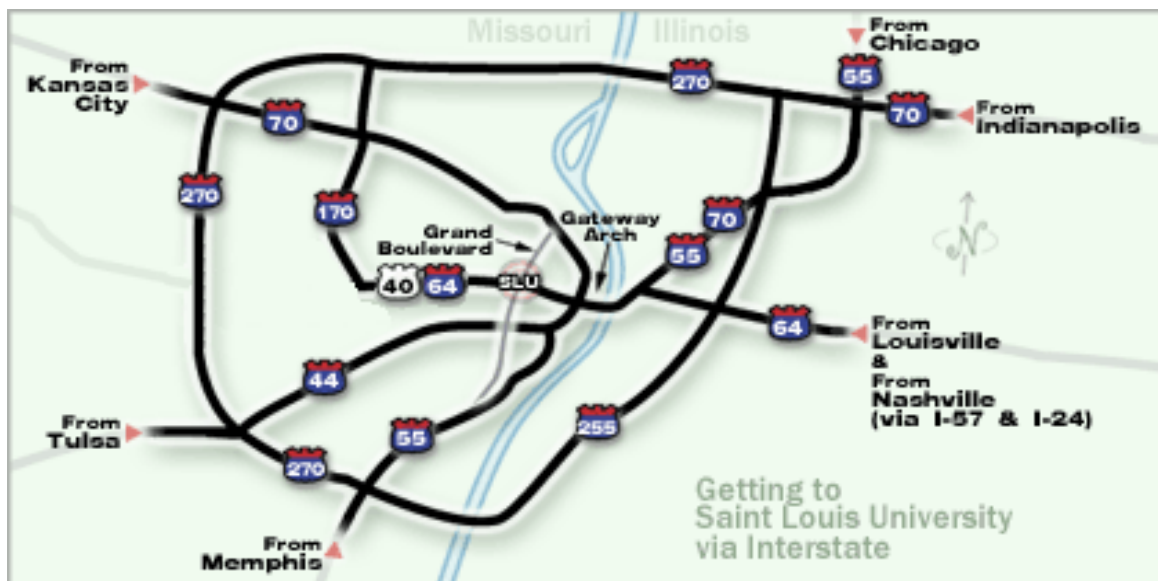 Missouri Illinois
From
Chicago
55
From
Kansas
City
270
70
70
From
Indianapolis
270
170
Grand
Boulevard
Gateway
Arch
70
55
N
40
64
SLU
64
From
Louisville
&
From
Nashville
(via I-57 & I-24)
44
From
Tulsa
55
255
270
From
Memphis
Getting to
Saint Louis University
via Interstate